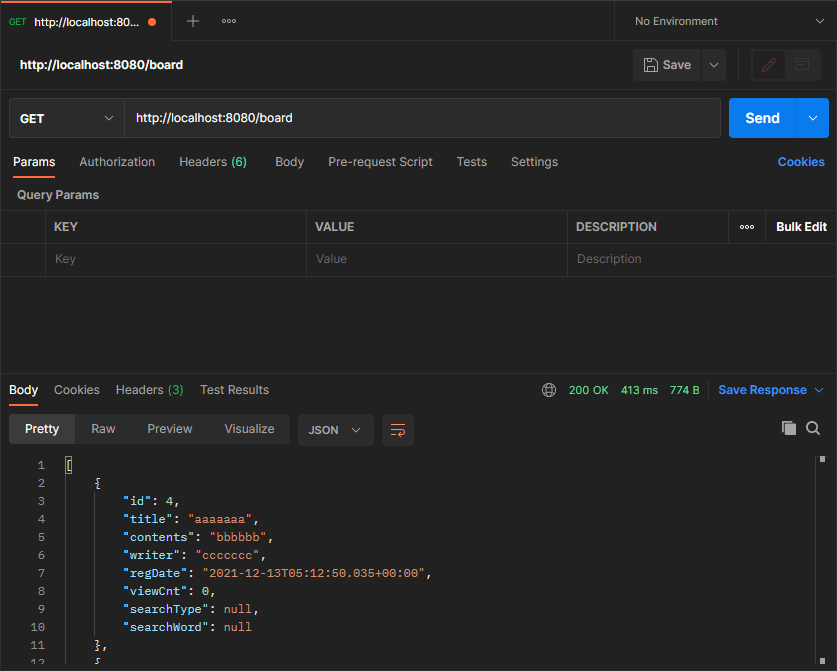 GET http://localhost:80... No Environment
http://localhost:8080/board Save
GET http://localhost:8080/board Send
Params Authorization Headers (6) Body Pre-request Script Tests Settings Cookies
Query Params
KEY VALUE DESCRIPTION Bulk Edit
Key Value Description
Body Cookies Headers (3) Test Results 200 OK 413 ms 774 B Save Response
Pretty Raw Preview Visualize JSON
1 [
2 {
3 "id": 4,
4 "title": "aaaaaaa",
5 "contents": "bbbbbb",
6 "writer": "ccccccc",
7 "regDate": "2021-12-13T05:12:50.035+00:00",
8 "viewCnt": 0,
9 "searchType": null,
10 "searchWord": null
11 },
12 {